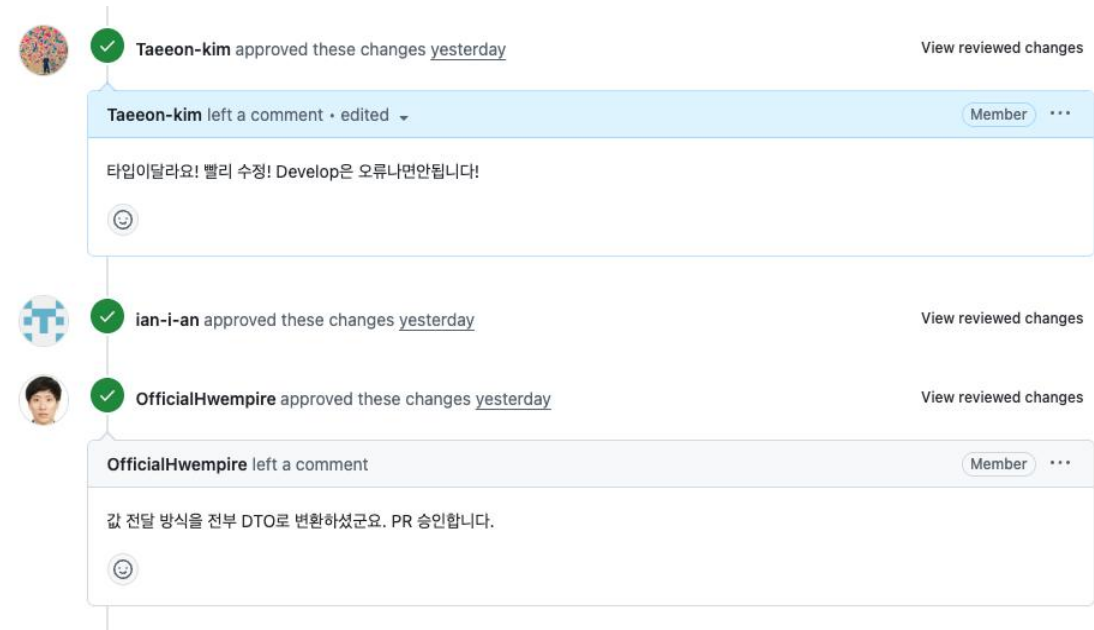 Taeeon-kim approved these changes yesterday View reviewed changes
Taeeon-kim left a comment • edited Member ...
타입이달라요! 빨리 수정! Develop은 오류나면안됩니다!
ian-i-an approved these changes yesterday View reviewed changes
OfficialHwempire approved these changes yesterday View reviewed changes
OfficialHwempire left a comment Member ...
값 전달 방식을 전부 DTO로 변환하셨군요. PR 승인합니다.